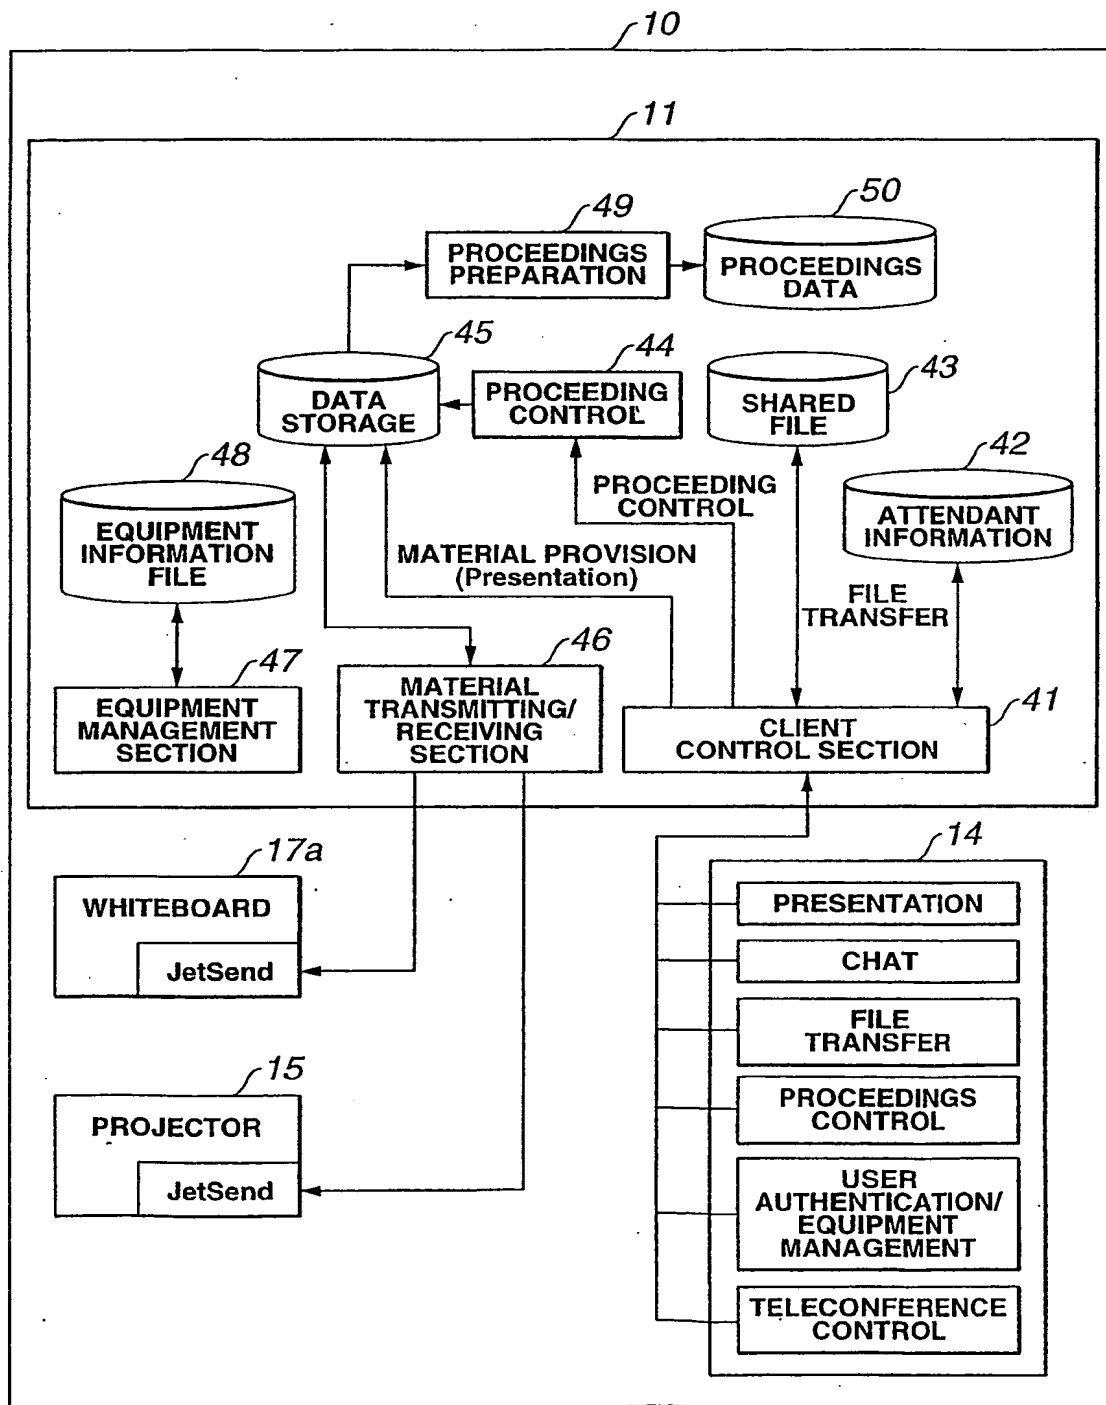 10
11
49
50
PROCEEDINGS
PREPARATION
PROCEEDINGS
DATA
45
44
43
DATA
STORAGE
PROCEEDING
CONTROL
SHARED
FILE
48
42
EQUIPMENT
INFORMATION
FILE
PROCEEDING
CONTROL
ATTENDANT
INFORMATION
MATERIAL PROVISION
(Presentation)
FILE
TRANSFER
47
46
41
EQUIPMENT
MANAGEMENT
SECTION
MATERIAL
TRANSMITTING/
RECEIVING
SECTION
CLIENT
CONTROL SECTION
17a
WHITEBOARD
JetSend
15
PROJECTOR
JetSend
14
PRESENTATION
CHAT
FILE
TRANSFER
PROCEEDINGS
CONTROL
USER
AUTHENTICATION/
EQUIPMENT
MANAGEMENT
TELECONFERENCE
CONTROL